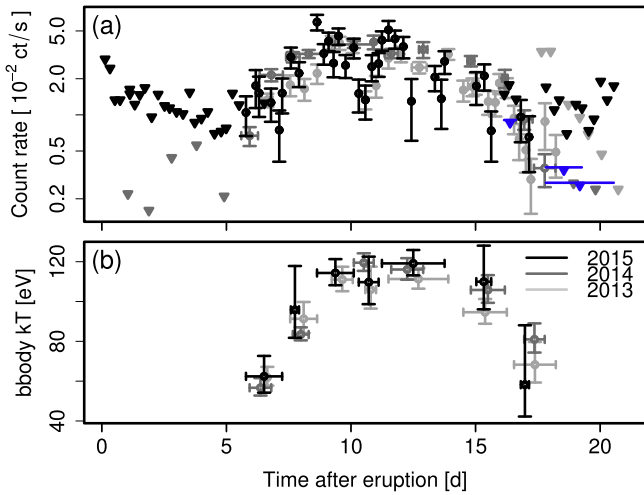 (a)
Count rate [ 10⁻² ct / s ]
5.0
2.0
0.5
0.2
(b)
bbody kT [eV]
120
80
40
2015
2014
2013
0 5 10 15 20
Time after eruption [d]